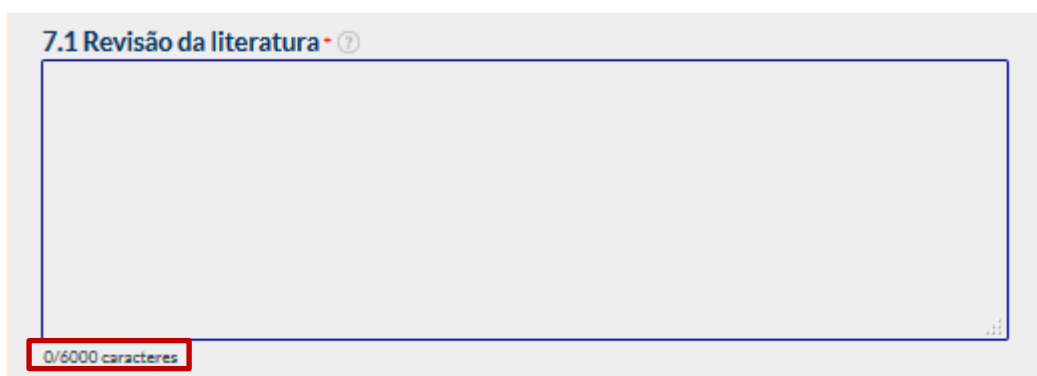 7.1 Revisão da literatura * ?
0/6000 caracteres